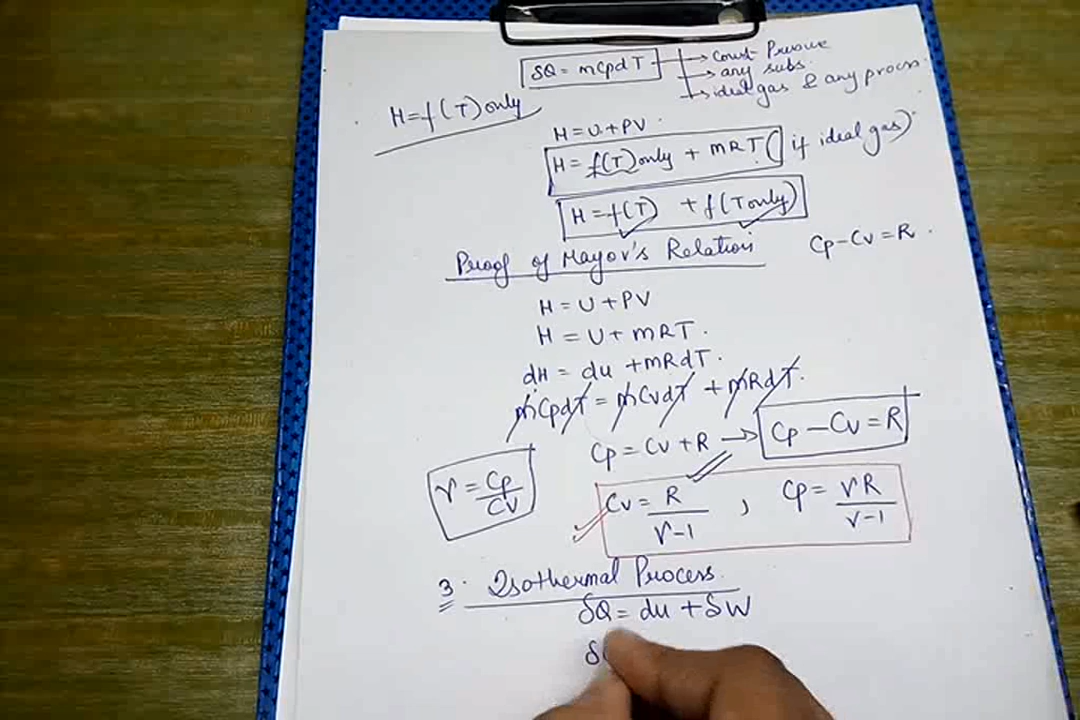 δQ = mCpdT → Const Pressure
→ any subs.
→ ideal gas & any process
H=f(T) only
H=U+PV.
H= f(T) only + mRT (if ideal gas)
H=f(T) + f(T only)
Proof of Mayor's Relation Cp-Cv=R.
H = U+PV
H = U+ mRT.
dH = du +mRdT.
mCpdT = mCvdT + mRdT.
Cp = Cv+R → Cp-Cv=R
γ = Cp/Cv
Cv = R/γ-1 , Cp = γR/γ-1
3. Isothermal Process.
δQ= du + δW
δ